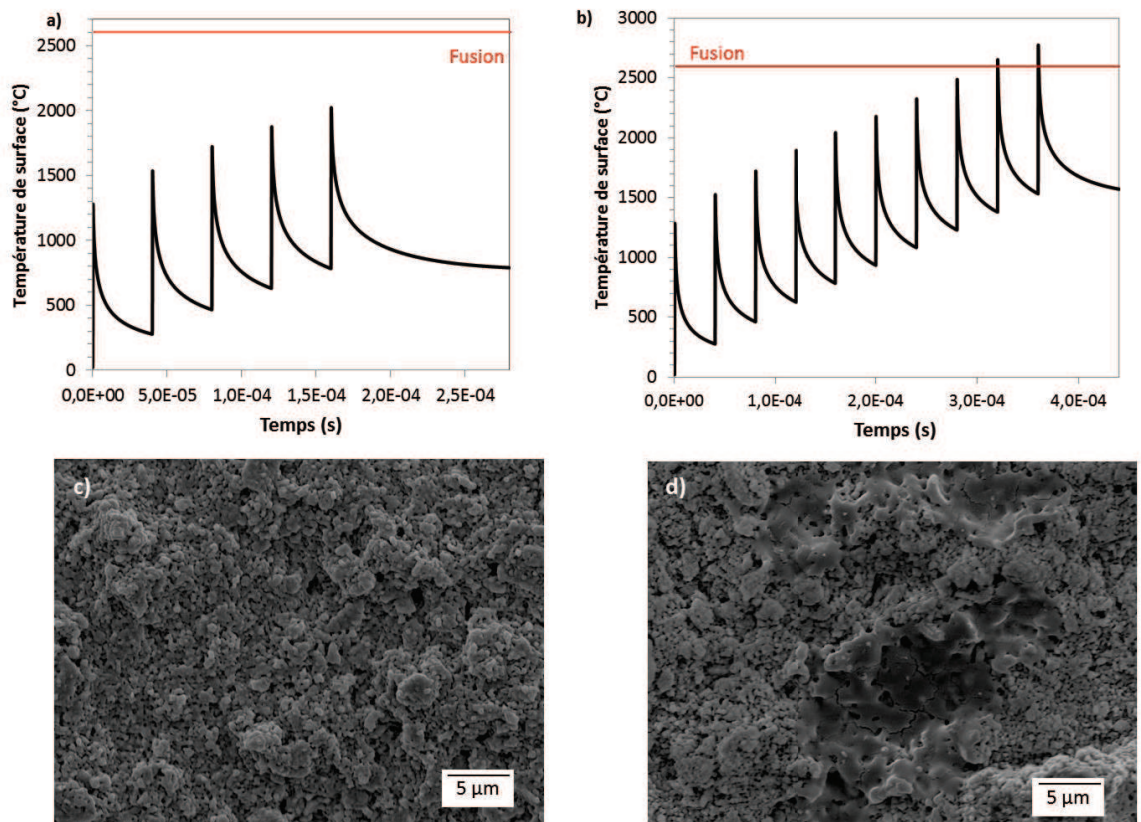 a)
Température de surface (°C)
2500
2000
1500
1000
500
0
Fusion
0,0E+00 5,0E-05 1,0E-04 1,5E-04 2,0E-04 2,5E-04
Temps (s)
b)
Température de surface (°C)
3000
2500
2000
1500
1000
500
0
Fusion
0,0E+00 1,0E-04 2,0E-04 3,0E-04 4,0E-04
Temps (s)
c)
5 µm
d)
5 µm